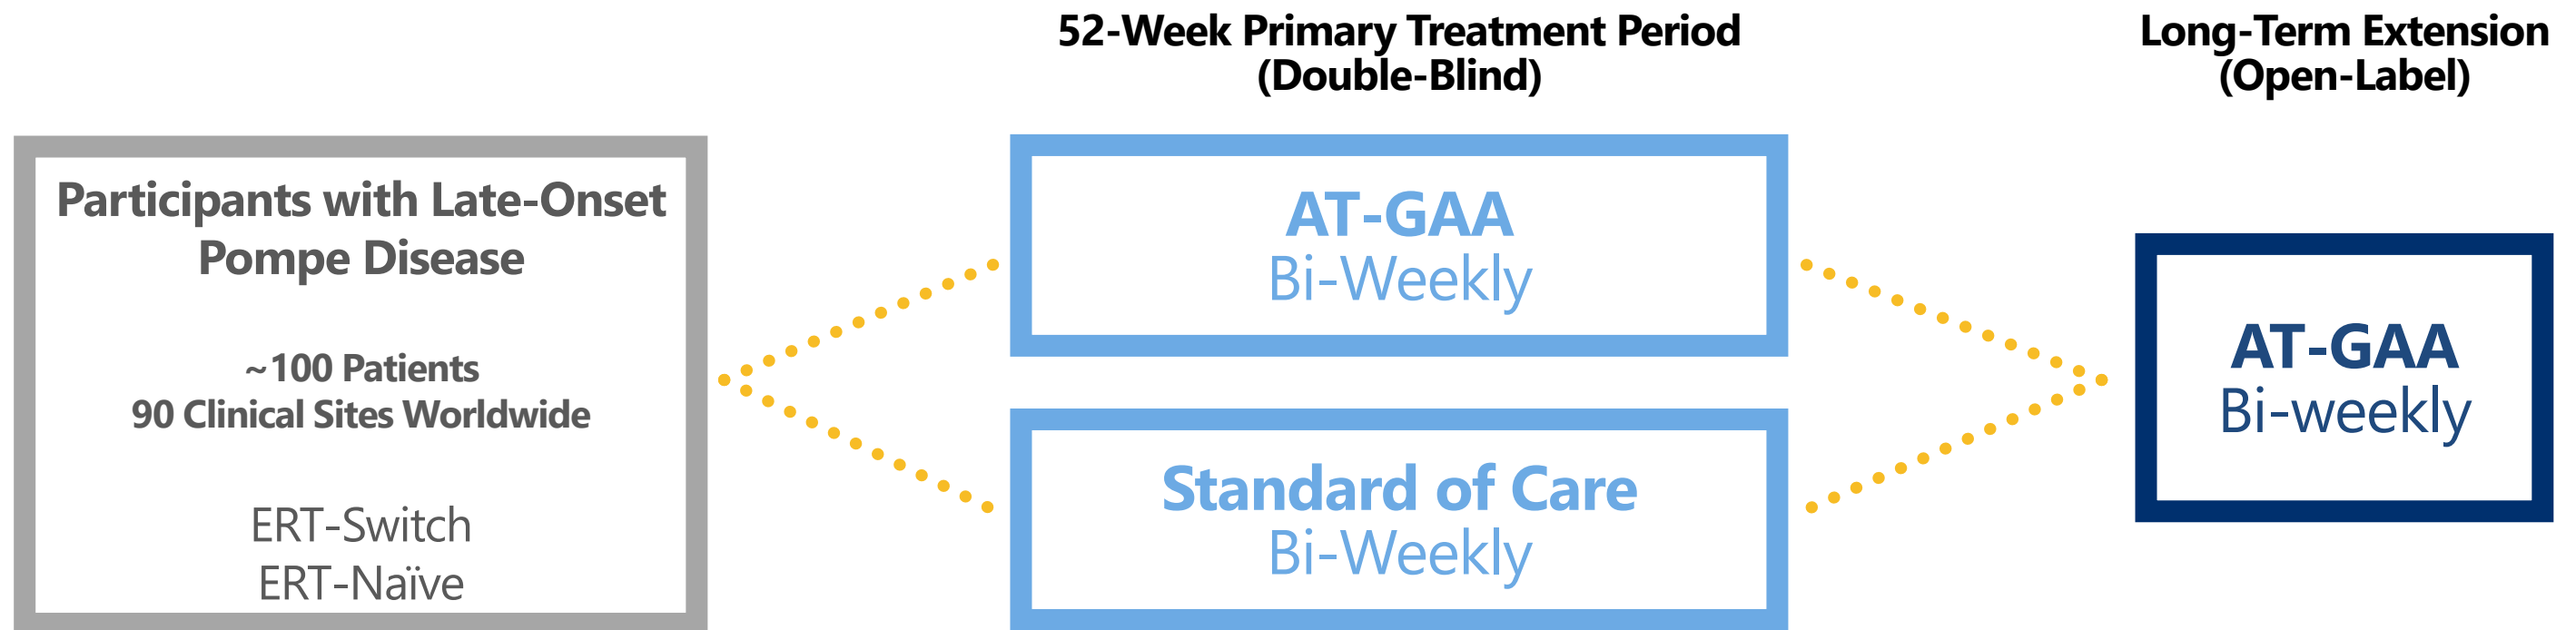 52-Week Primary Treatment Period
(Double-Blind)
Long-Term Extension
(Open-Label)
Participants with Late-Onset
Pompe Disease
~100 Patients
90 Clinical Sites Worldwide
ERT-Switch
ERT-Naïve
AT-GAA
Bi-Weekly
Standard of Care
Bi-Weekly
AT-GAA
Bi-weekly